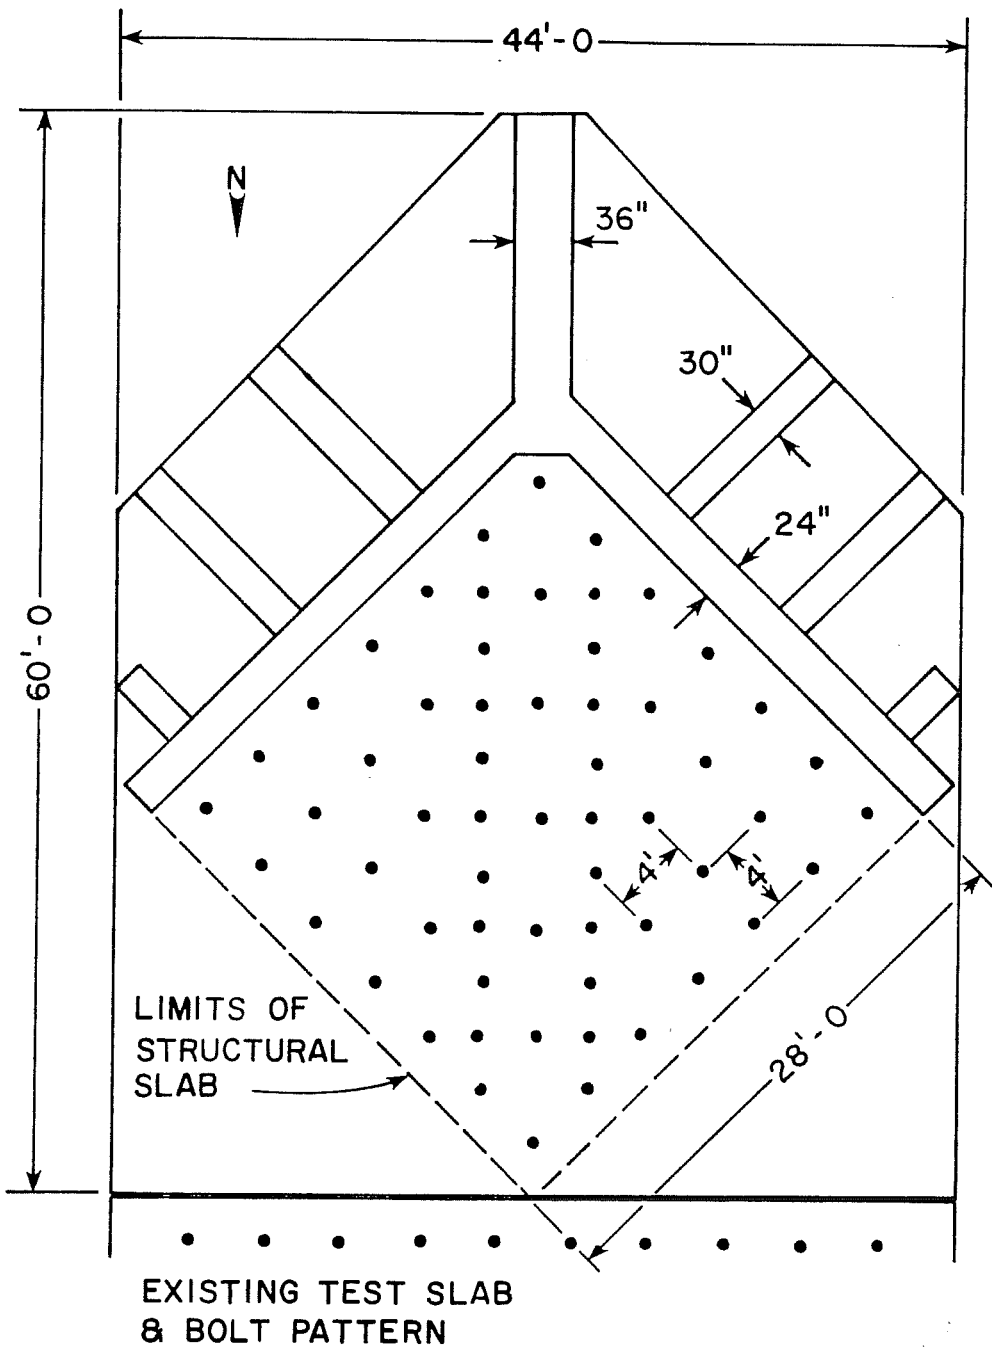 44'-0
N
36"
30"
24"
60'-0
4'
4'
LIMITS OF
STRUCTURAL
SLAB
28'-0
EXISTING TEST SLAB
& BOLT PATTERN